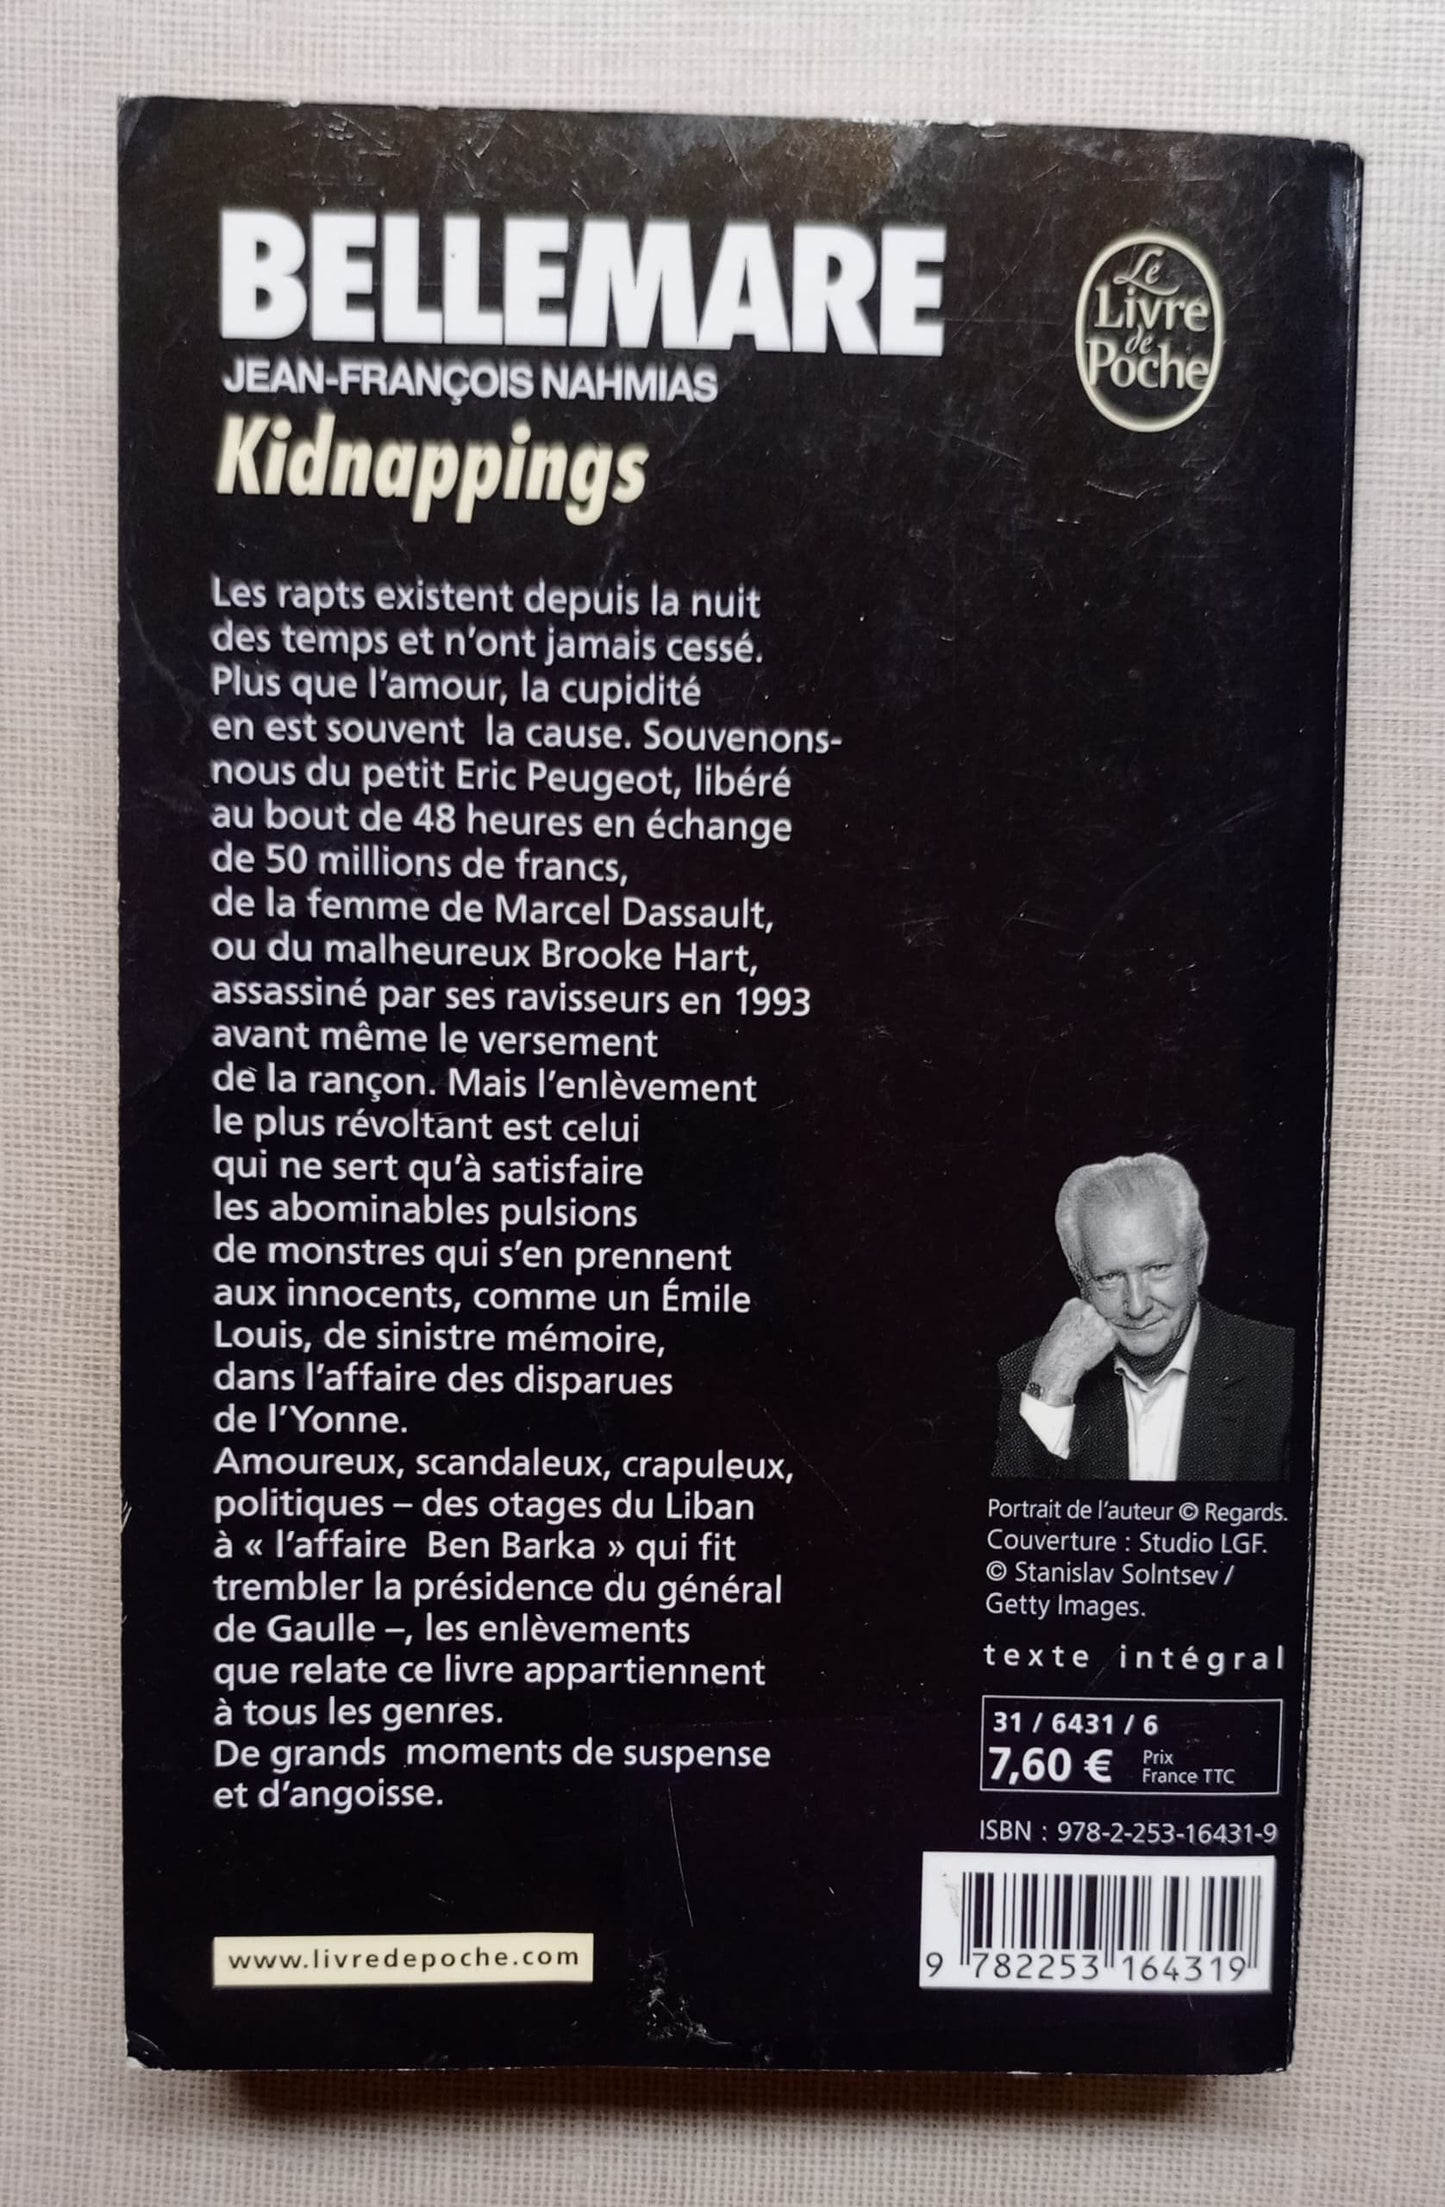 BELLEMARE
JEAN-FRANÇOIS NAHMIAS
Kidnappings
Le
Livre
de
Poche
Les rapts existent depuis la nuit
des temps et n'ont jamais cessé.
Plus que l'amour, la cupidité
en est souvent la cause. Souvenons-
nous du petit Eric Peugeot, libéré
au bout de 48 heures en échange
de 50 millions de francs,
de la femme de Marcel Dassault,
ou du malheureux Brooke Hart,
assassiné par ses ravisseurs en 1993
avant même le versement
de la rançon. Mais l'enlèvement
le plus révoltant est celui
qui ne sert qu'à satisfaire
les abominables pulsions
de monstres qui s'en prennent
aux innocents, comme un Émile
Louis, de sinistre mémoire,
dans l'affaire des disparues
de l'Yonne.
Amoureux, scandaleux, crapuleux,
politiques – des otages du Liban
à « l'affaire Ben Barka » qui fit
trembler la présidence du général
de Gaulle –, les enlèvements
que relate ce livre appartiennent
à tous les genres.
De grands moments de suspense
et d'angoisse.
www.livredepoche.com
Portrait de l'auteur © Regards.
Couverture : Studio LGF.
© Stanislav Solntsev /
Getty Images.
texte intégral
31 / 6431 / 6
7,60 € Prix
France TTC
ISBN : 978-2-253-16431-9
9 782253 164319